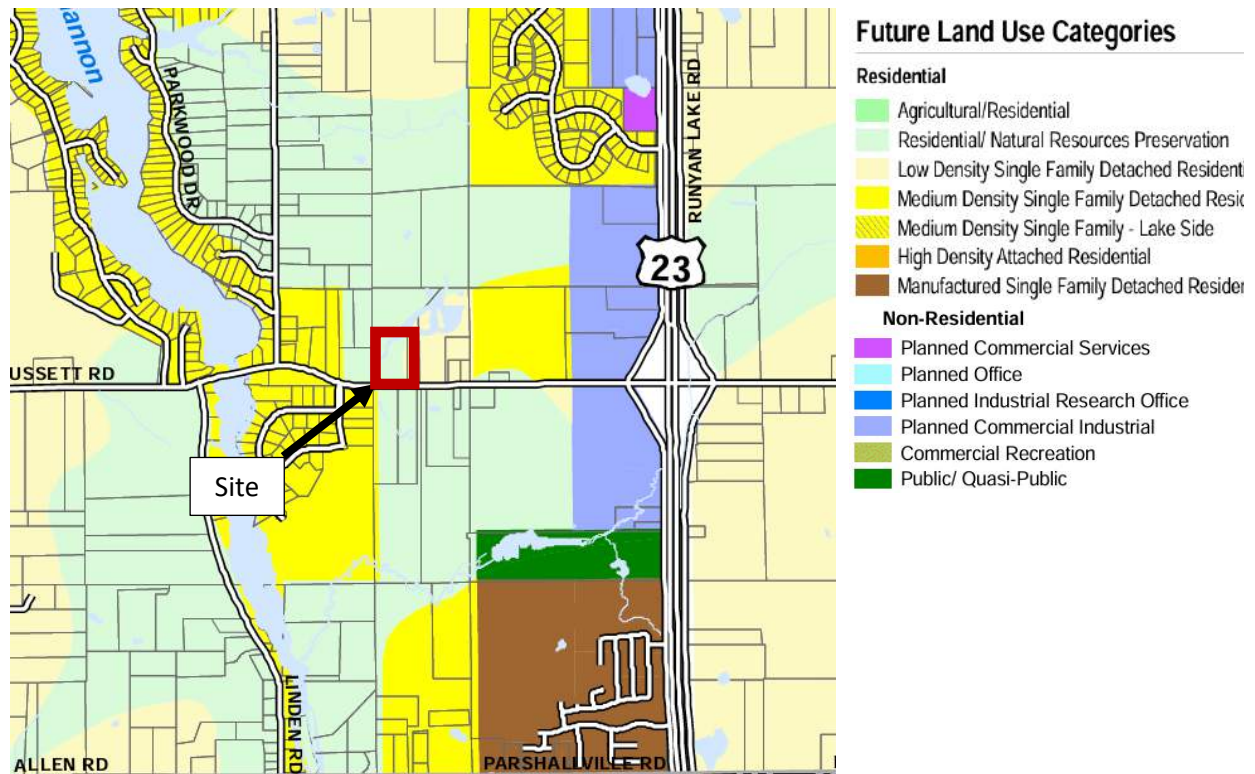 annon
PARKWOOD DR
RUNYAN LAKE RD
23
USSETT RD
Site
LINDEN RD
ALLEN RD
PARSHALLVILLE RD
Future Land Use Categories
Residential
Agricultural/Residential
Residential/ Natural Resources Preservation
Low Density Single Family Detached Residenti
Medium Density Single Family Detached Resid
Medium Density Single Family - Lake Side
High Density Attached Residential
Manufactured Single Family Detached Residen
Non-Residential
Planned Commercial Services
Planned Office
Planned Industrial Research Office
Planned Commercial Industrial
Commercial Recreation
Public/ Quasi-Public